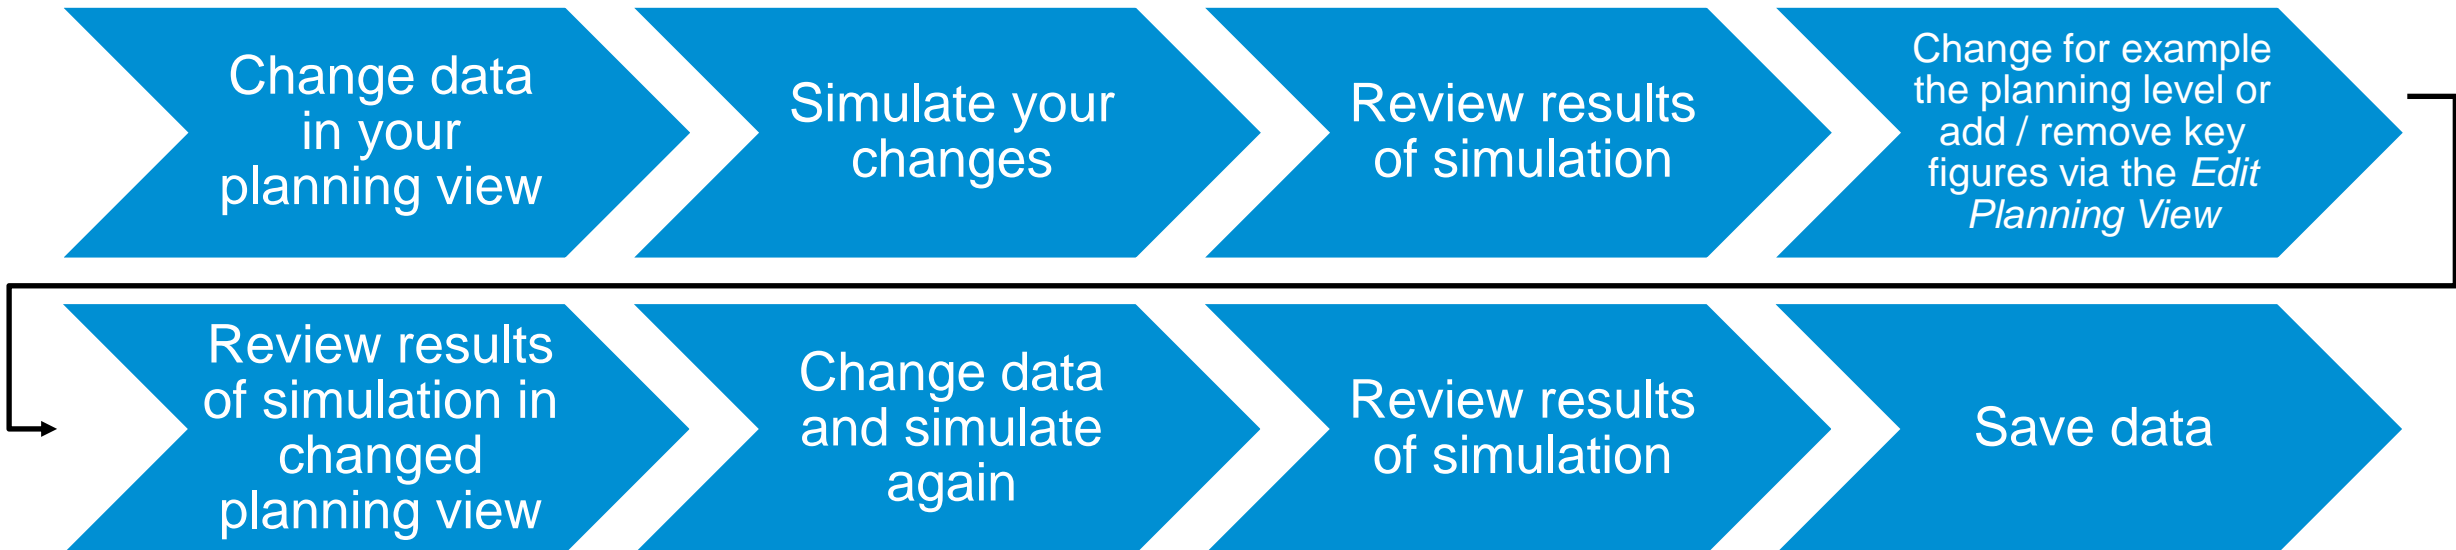 Change data
in your
planning view
Simulate your
changes
Review results
of simulation
Change for example
the planning level or
add / remove key
figures via the Edit
Planning View
Review results
of simulation in
changed
planning view
Change data
and simulate
again
Review results
of simulation
Save data